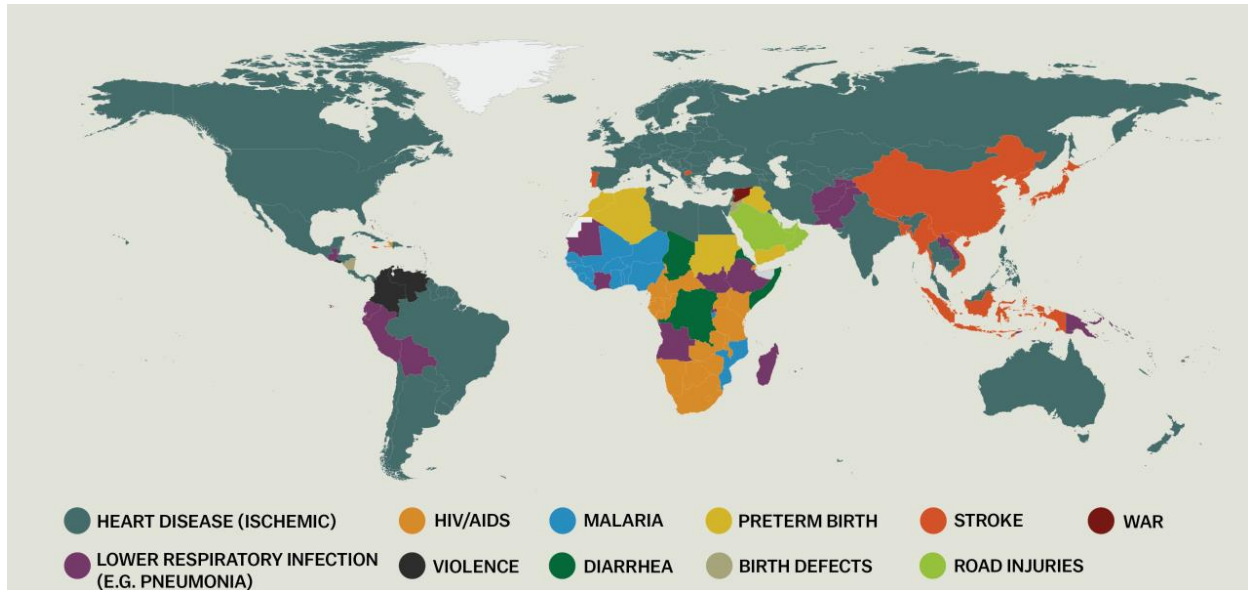 HEART DISEASE (ISCHEMIC)
HIV/AIDS
MALARIA
PRETERM BIRTH
STROKE
WAR
LOWER RESPIRATORY INFECTION
(E.G. PNEUMONIA)
VIOLENCE
DIARRHEA
BIRTH DEFECTS
ROAD INJURIES